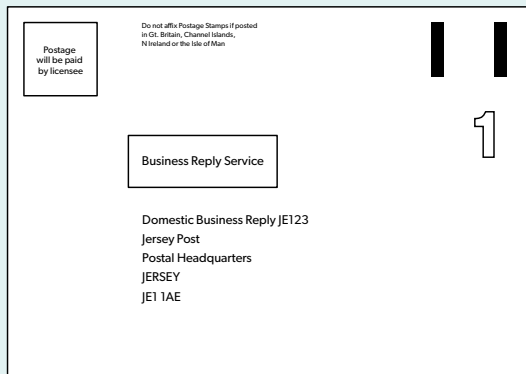 Postage
will be paid
by licensee
Do not affix Postage Stamps if posted
in Gt. Britain, Channel Islands,
N Ireland or the Isle of Man
1
Business Reply Service
Domestic Business Reply JE123
Jersey Post
Postal Headquarters
JERSEY
JE1 1AE